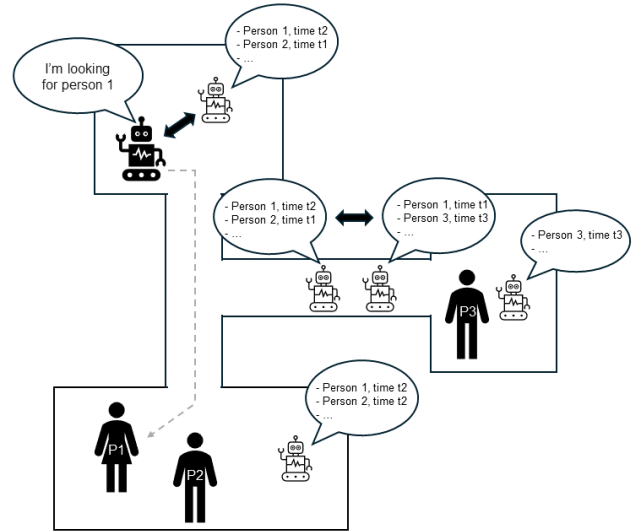 - Person 1, time t2
- Person 2, time t1
- ...
I'm looking
for person 1
- Person 1, time t2
- Person 2, time t1
- ...
- Person 1, time t1
- Person 3, time t3
- ...
- Person 3, time t3
- ...
P3
- Person 1, time t2
- Person 2, time t2
- ...
P1
P2